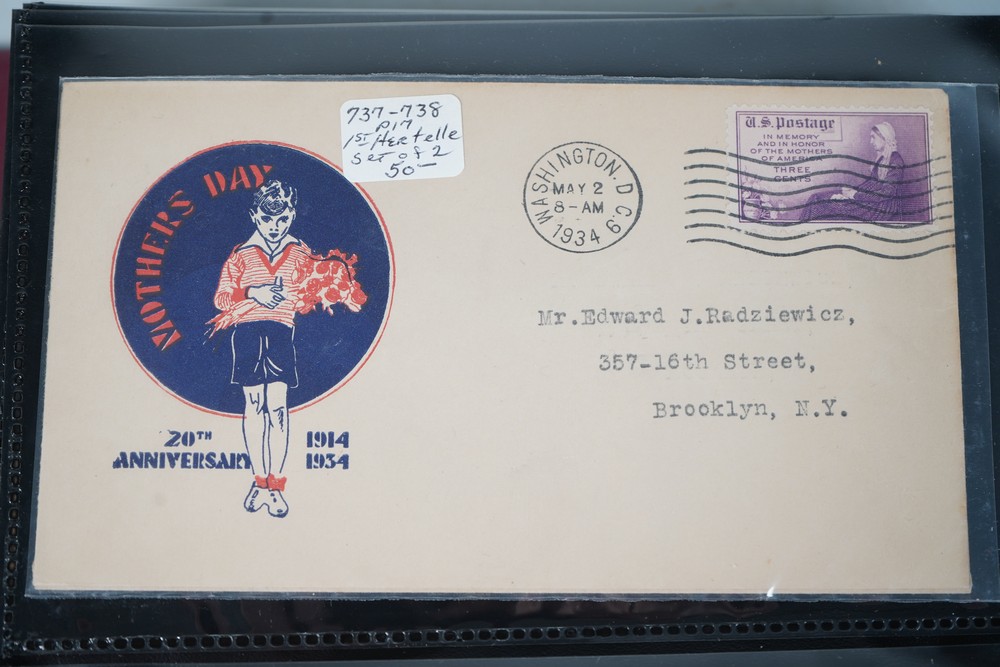 737-738
P17
1ST Hertelle
Set of 2
50—
MOTHERS DAY
20TH
ANNIVERSARY
1914
1934
WASHINGTON, D.C. 6
MAY 2
8-AM
1934
U.S. Postage
IN MEMORY
AND IN HONOR
OF THE MOTHERS
OF AMERICA
THREE
CENTS
Mr.Edward J.Radziewicz,
357-16th Street,
Brooklyn, N.Y.